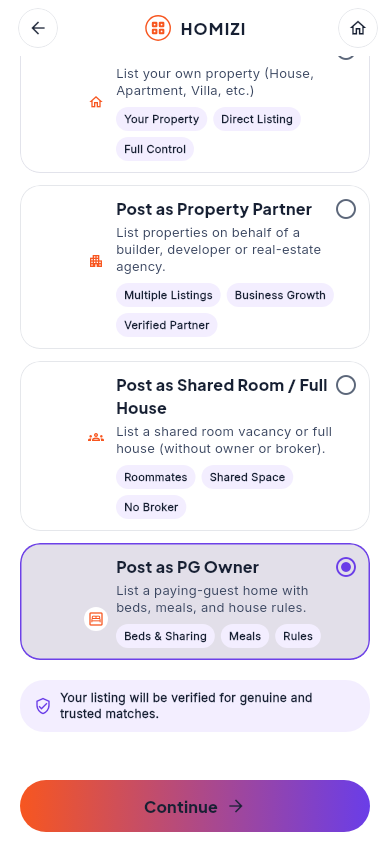 HOMIZI
List your own property (House,
Apartment, Villa, etc.)
Your Property
Direct Listing
Full Control
Post as Property Partner
List properties on behalf of a
builder, developer or real-estate
agency.
Multiple Listings
Business Growth
Verified Partner
Post as Shared Room / Full
House
List a shared room vacancy or full
house (without owner or broker).
Roommates
Shared Space
No Broker
Post as PG Owner
List a paying-guest home with
beds, meals, and house rules.
Beds & Sharing
Meals
Rules
Your listing will be verified for genuine and
trusted matches.
Continue